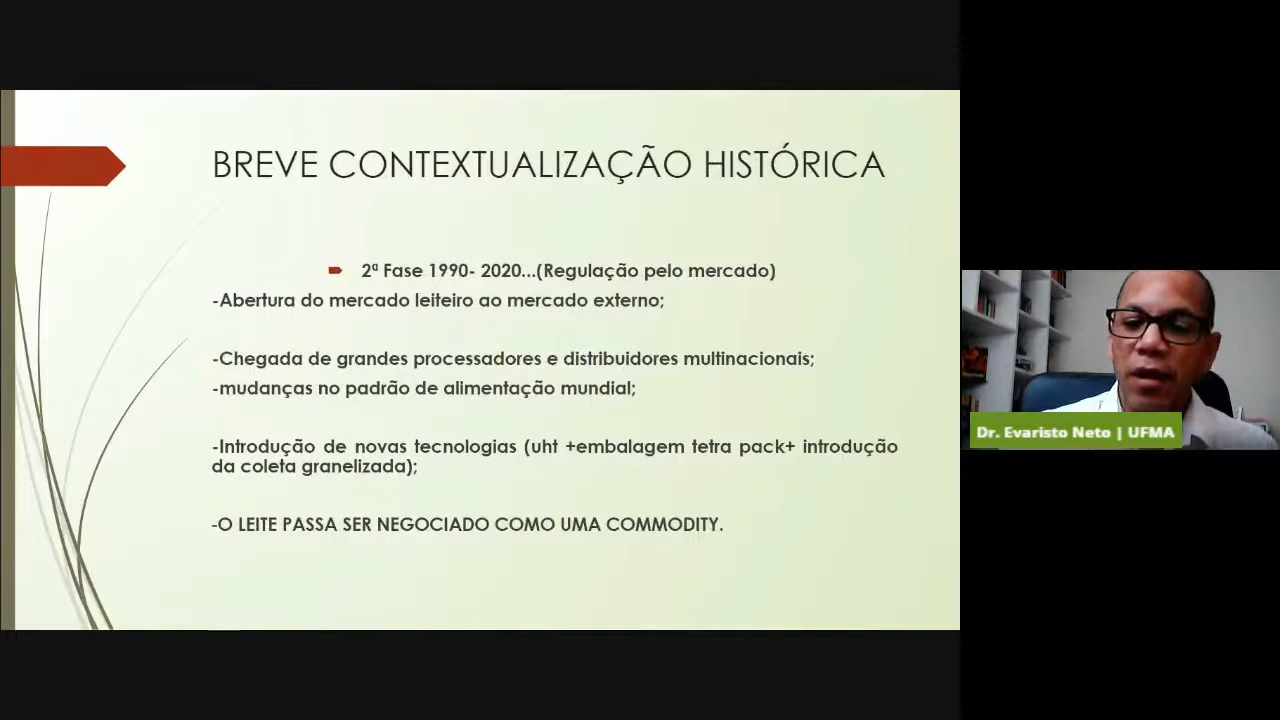 BREVE CONTEXTUALIZAÇÃO HISTÓRICA
2ª Fase 1990- 2020...(Regulação pelo mercado)
-Abertura do mercado leiteiro ao mercado externo;
-Chegada de grandes processadores e distribuidores multinacionais;
-mudanças no padrão de alimentação mundial;
-Introdução de novas tecnologias (uht +embalagem tetra pack+ introdução
da coleta granelizada);
-O LEITE PASSA SER NEGOCIADO COMO UMA COMMODITY.
Dr. Evaristo Neto | UFMA